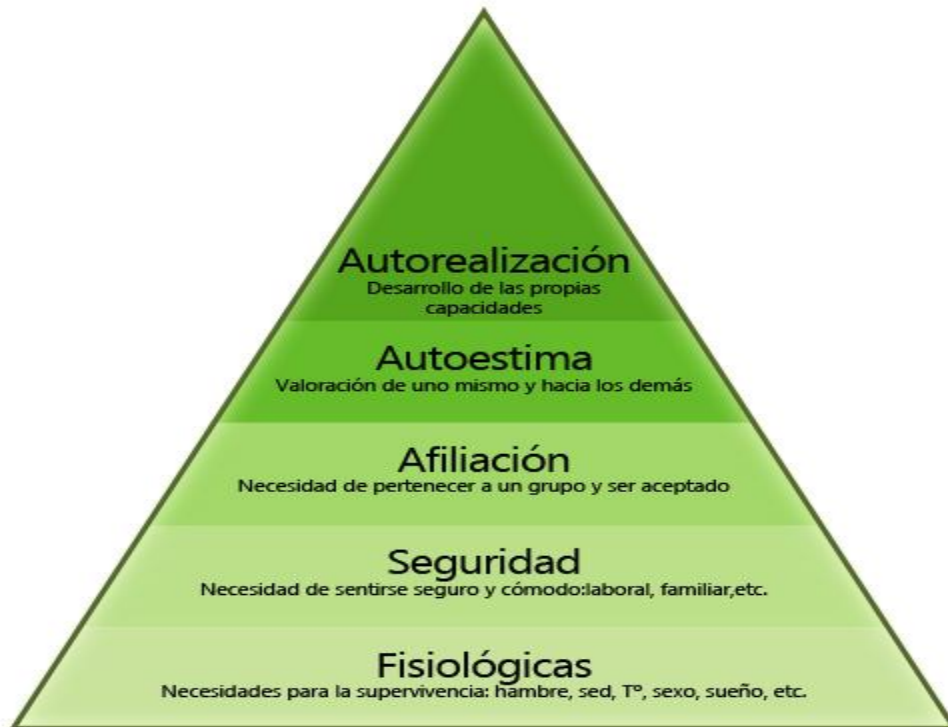 Autorealización
Desarrollo de las propias
capacidades
Autoestima
Valoración de uno mismo y hacia los demás
Afiliación
Necesidad de pertenecer a un grupo y ser aceptado
Seguridad
Necesidad de sentirse seguro y cómodo:laboral, familiar,etc.
Fisiológicas
Necesidades para la supervivencia: hambre, sed, Tº, sexo, sueño, etc.